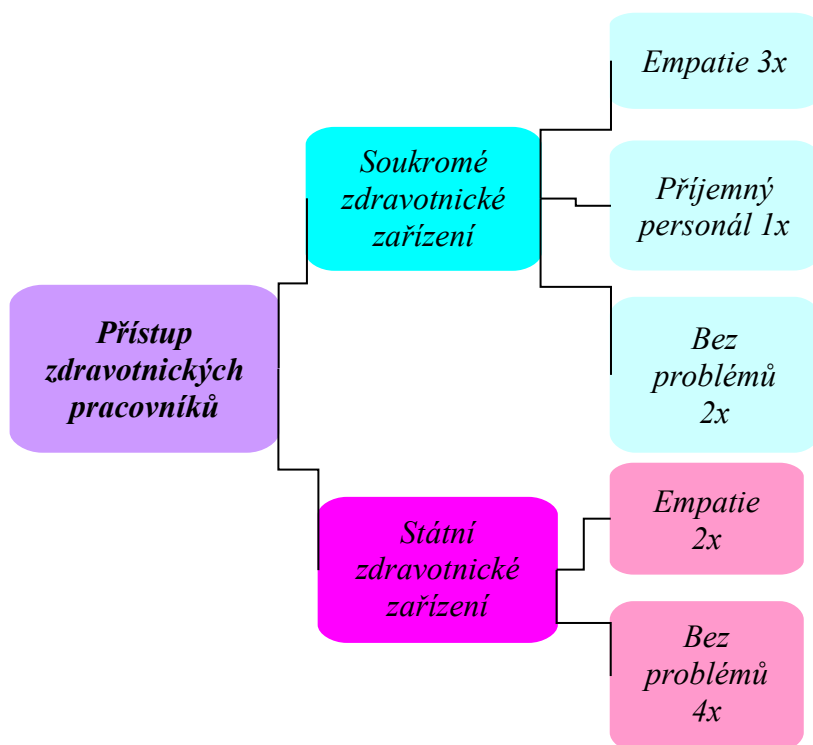 Přístup
zdravotnických
pracovníků
Soukromé
zdravotnické
zařízení
Empatie 3x
Příjemný
personál 1x
Bez
problémů
2x
Státní
zdravotnické
zařízení
Empatie
2x
Bez
problémů
4x